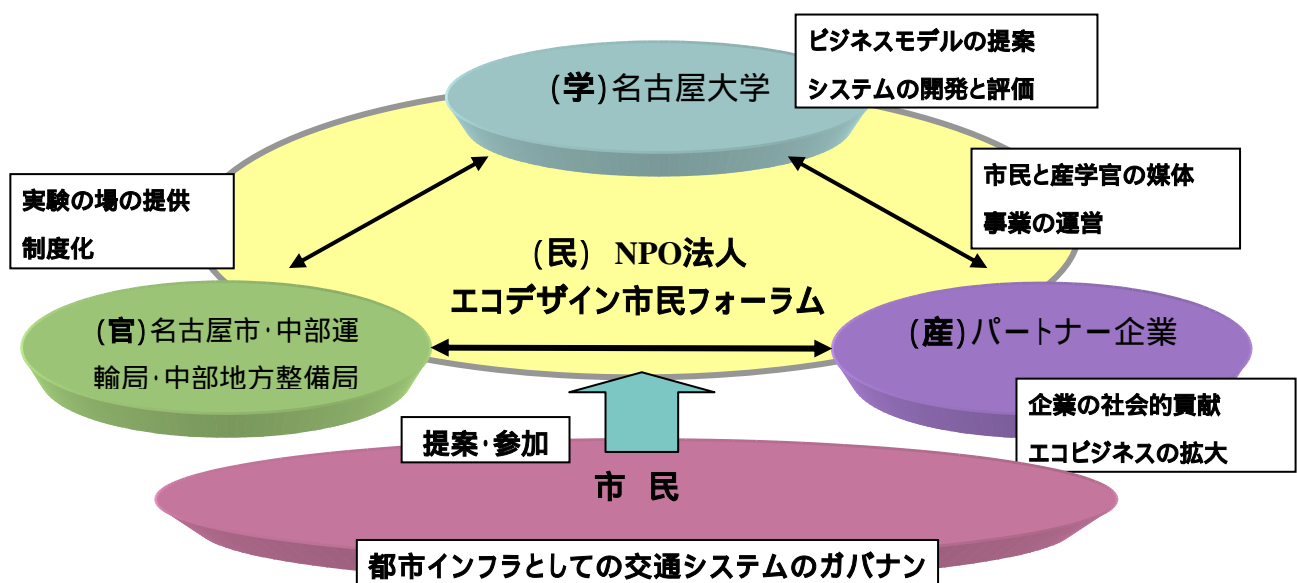 ビジネスモデルの提案
システムの開発と評価
(学)名古屋大学
実験の場の提供
制度化
市民と産学官の媒体
事業の運営
(民) NPO法人
エコデザイン市民フォーラム
(官)名古屋市・中部運
輸局・中部地方整備局
(産)パートナー企業
企業の社会的貢献
エコビジネスの拡大
提案・参加
市 民
都市インフラとしての交通システムのガバナン